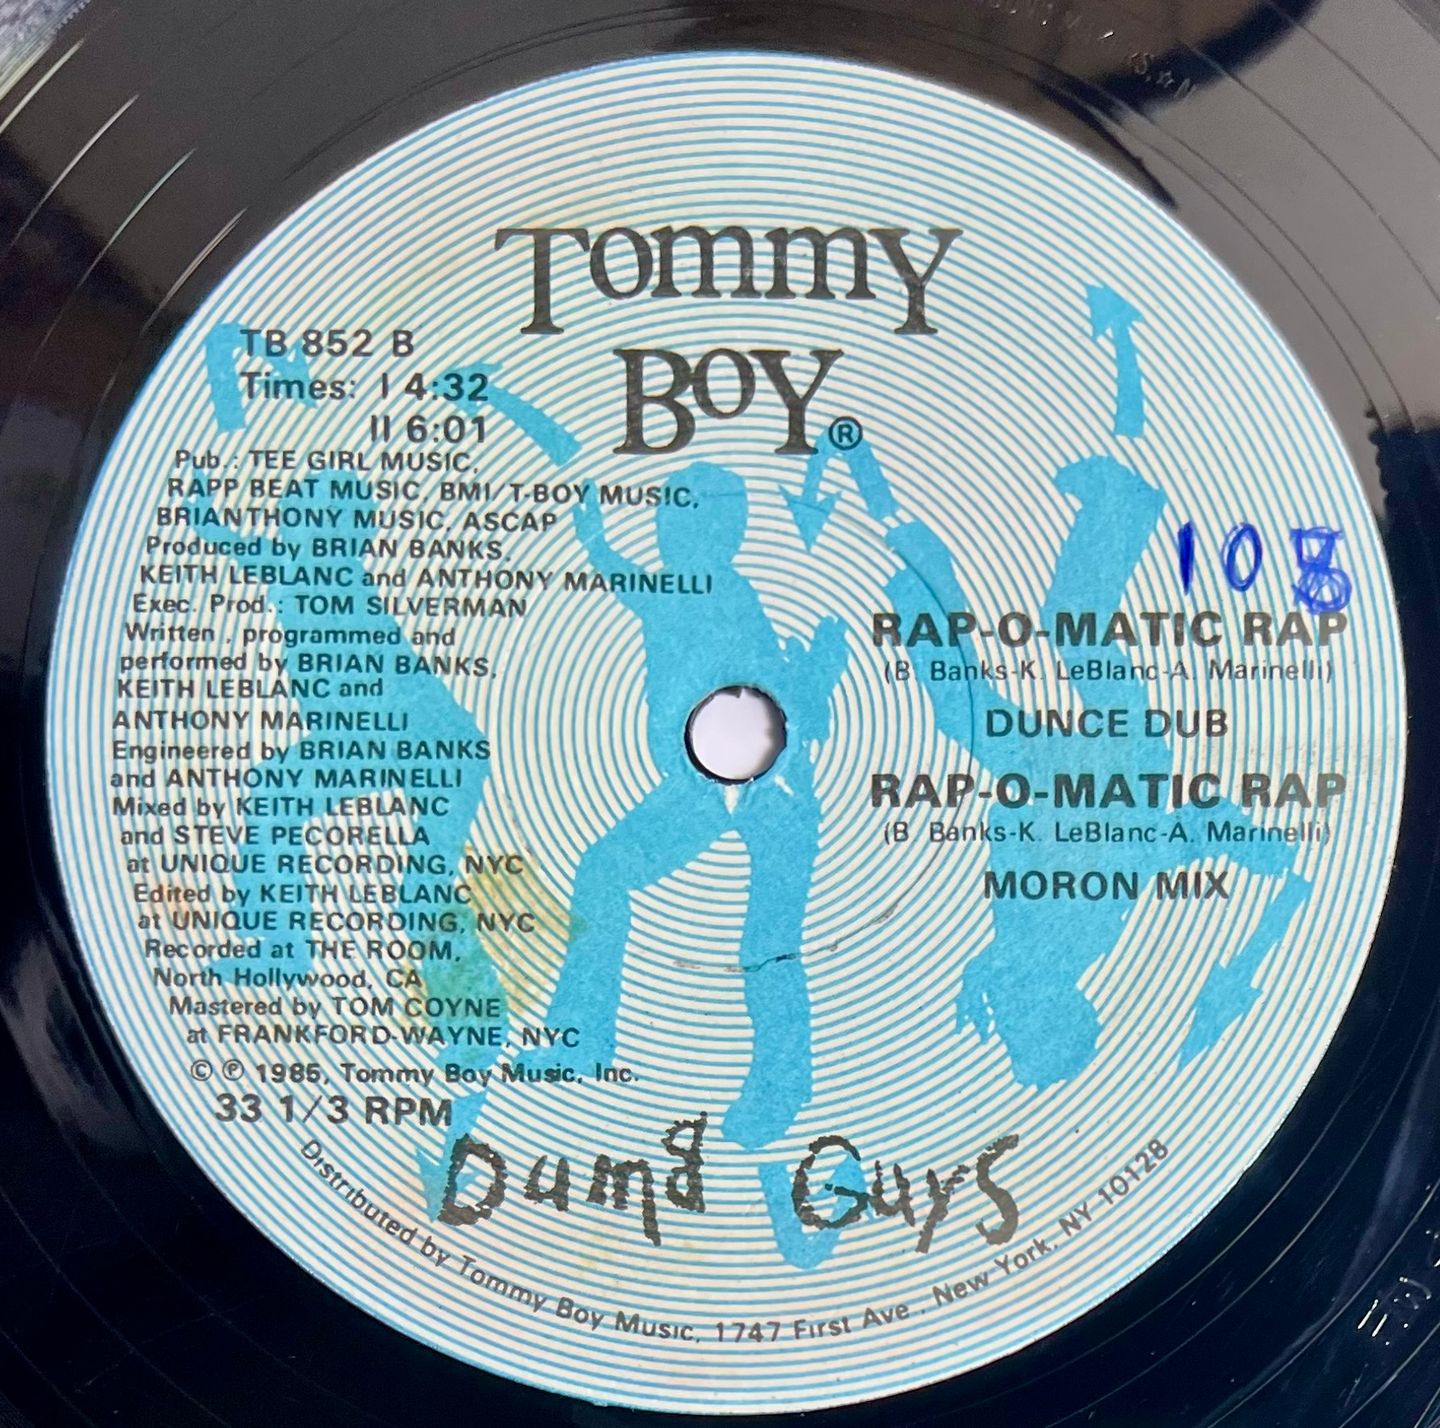 TOMMY
BOY®
TB 852 B
Times: I 4:32
II 6:01
Pub.: TEE GIRL MUSIC,
RAPP BEAT MUSIC, BMI/T-BOY MUSIC,
BRIANTHONY MUSIC, ASCAP
Produced by BRIAN BANKS,
KEITH LEBLANC and ANTHONY MARINELLI
Exec. Prod.: TOM SILVERMAN
Written, programmed and
performed by BRIAN BANKS,
KEITH LEBLANC and
ANTHONY MARINELLI
Engineered by BRIAN BANKS
and ANTHONY MARINELLI
Mixed by KEITH LEBLANC
and STEVE PECORELLA
at UNIQUE RECORDING, NYC
Edited by KEITH LEBLANC
at UNIQUE RECORDING, NYC
Recorded at THE ROOM,
North Hollywood, CA
Mastered by TOM COYNE
at FRANKFORD-WAYNE, NYC
© ℗ 1985, Tommy Boy Music, Inc.
33 1/3 RPM
108
RAP-O-MATIC RAP
(B. Banks-K. LeBlanc-A. Marinelli)
DUNCE DUB
RAP-O-MATIC RAP
(B. Banks-K. LeBlanc-A. Marinelli)
MORON MIX
Dumb Guys
Distributed by Tommy Boy Music, 1747 First Ave., New York, NY 10128